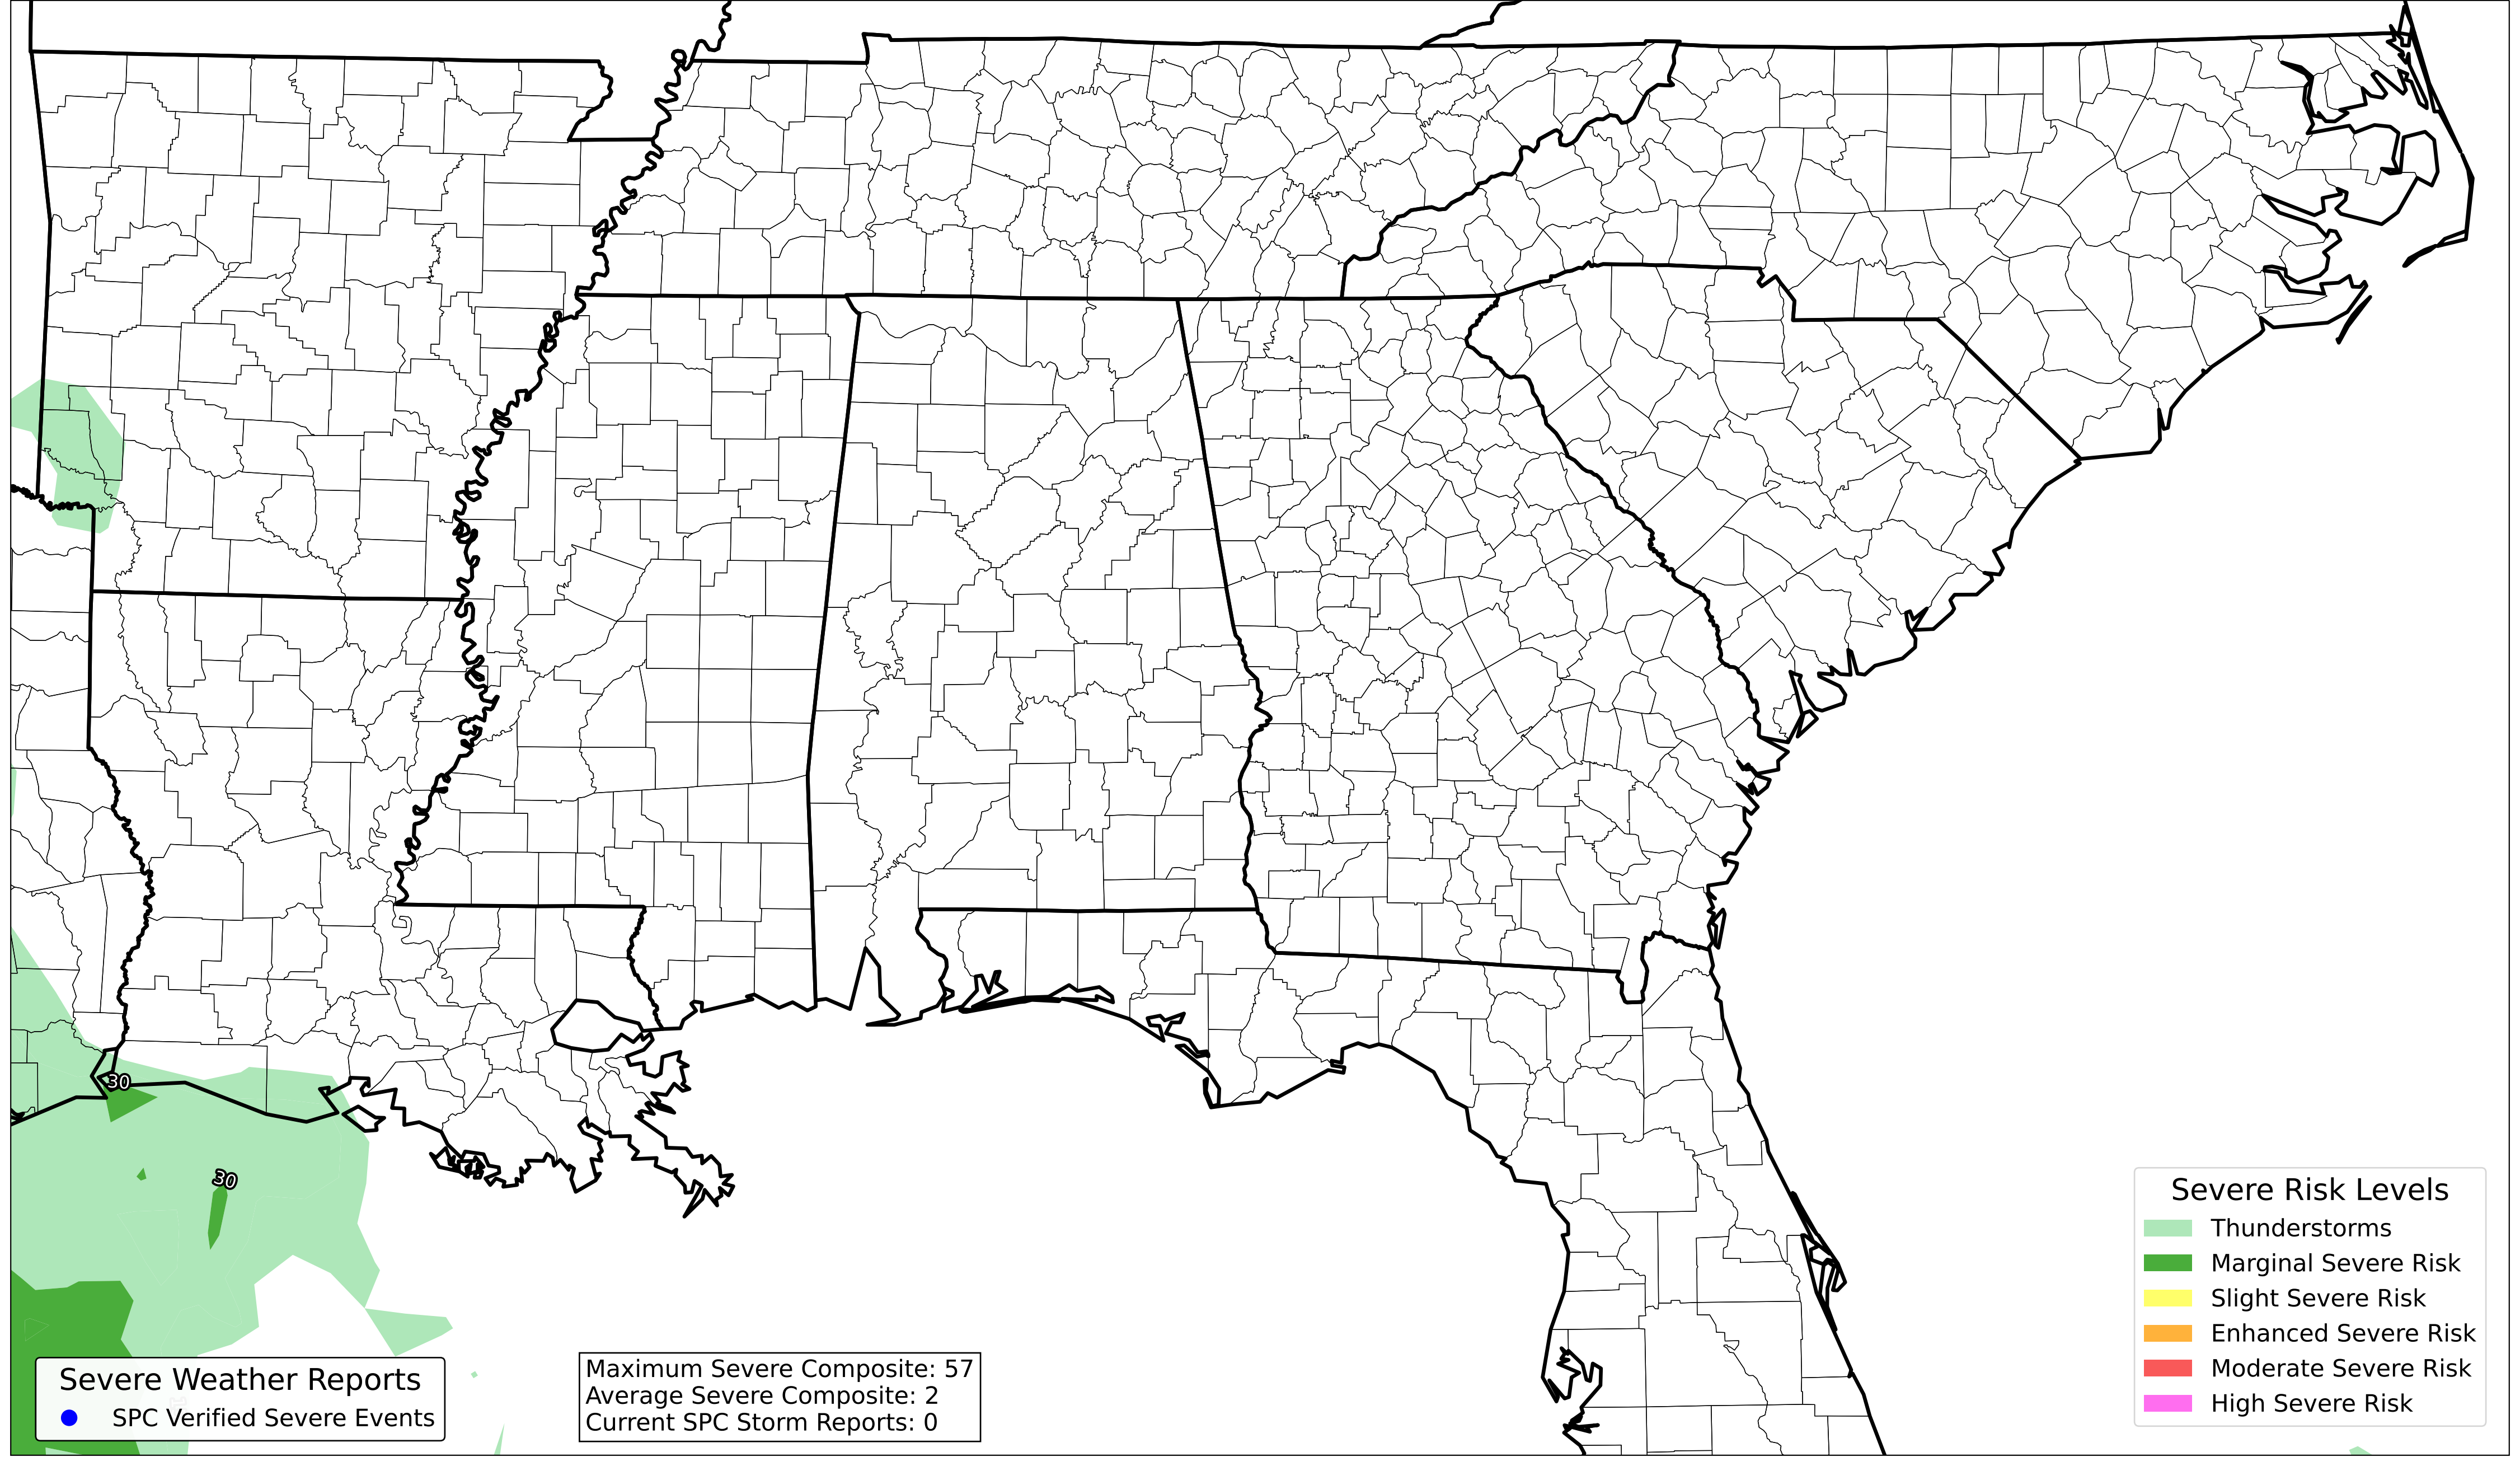 30
30
Severe Risk Levels
Thunderstorms
Marginal Severe Risk
Slight Severe Risk
Enhanced Severe Risk
Moderate Severe Risk
High Severe Risk
Severe Weather Reports
SPC Verified Severe Events
Maximum Severe Composite: 57
Average Severe Composite: 2
Current SPC Storm Reports: 0